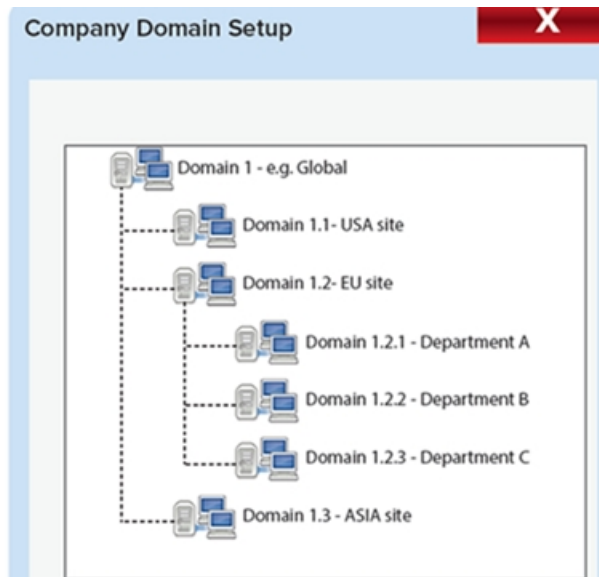 Company Domain Setup
X
Domain 1 - e.g. Global
Domain 1.1- USA site
Domain 1.2- EU site
Domain 1.2.1 - Department A
Domain 1.2.2 - Department B
Domain 1.2.3 - Department C
Domain 1.3 - ASIA site